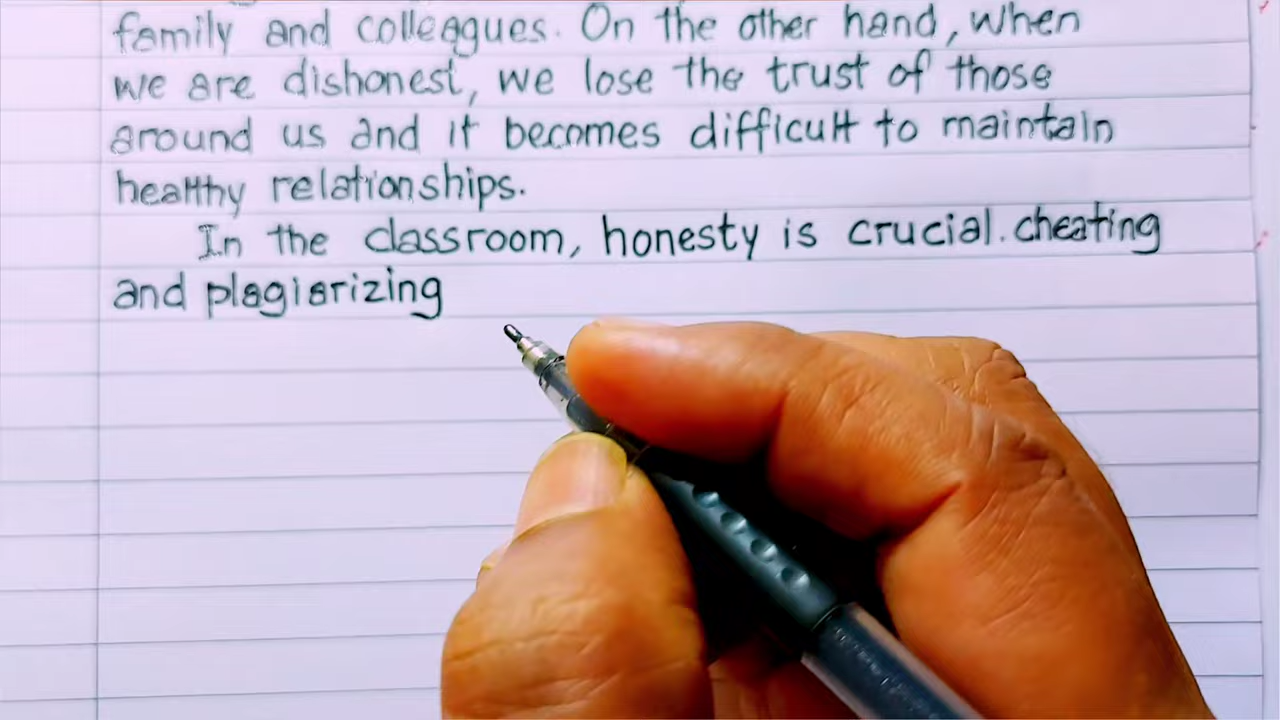 family and colleagues. On the other hand, when
we are dishonest, we lose the trust of those
around us and it becomes difficult to maintain
healthy relationships.
In the classroom, honesty is crucial. cheating
and plagiarizing